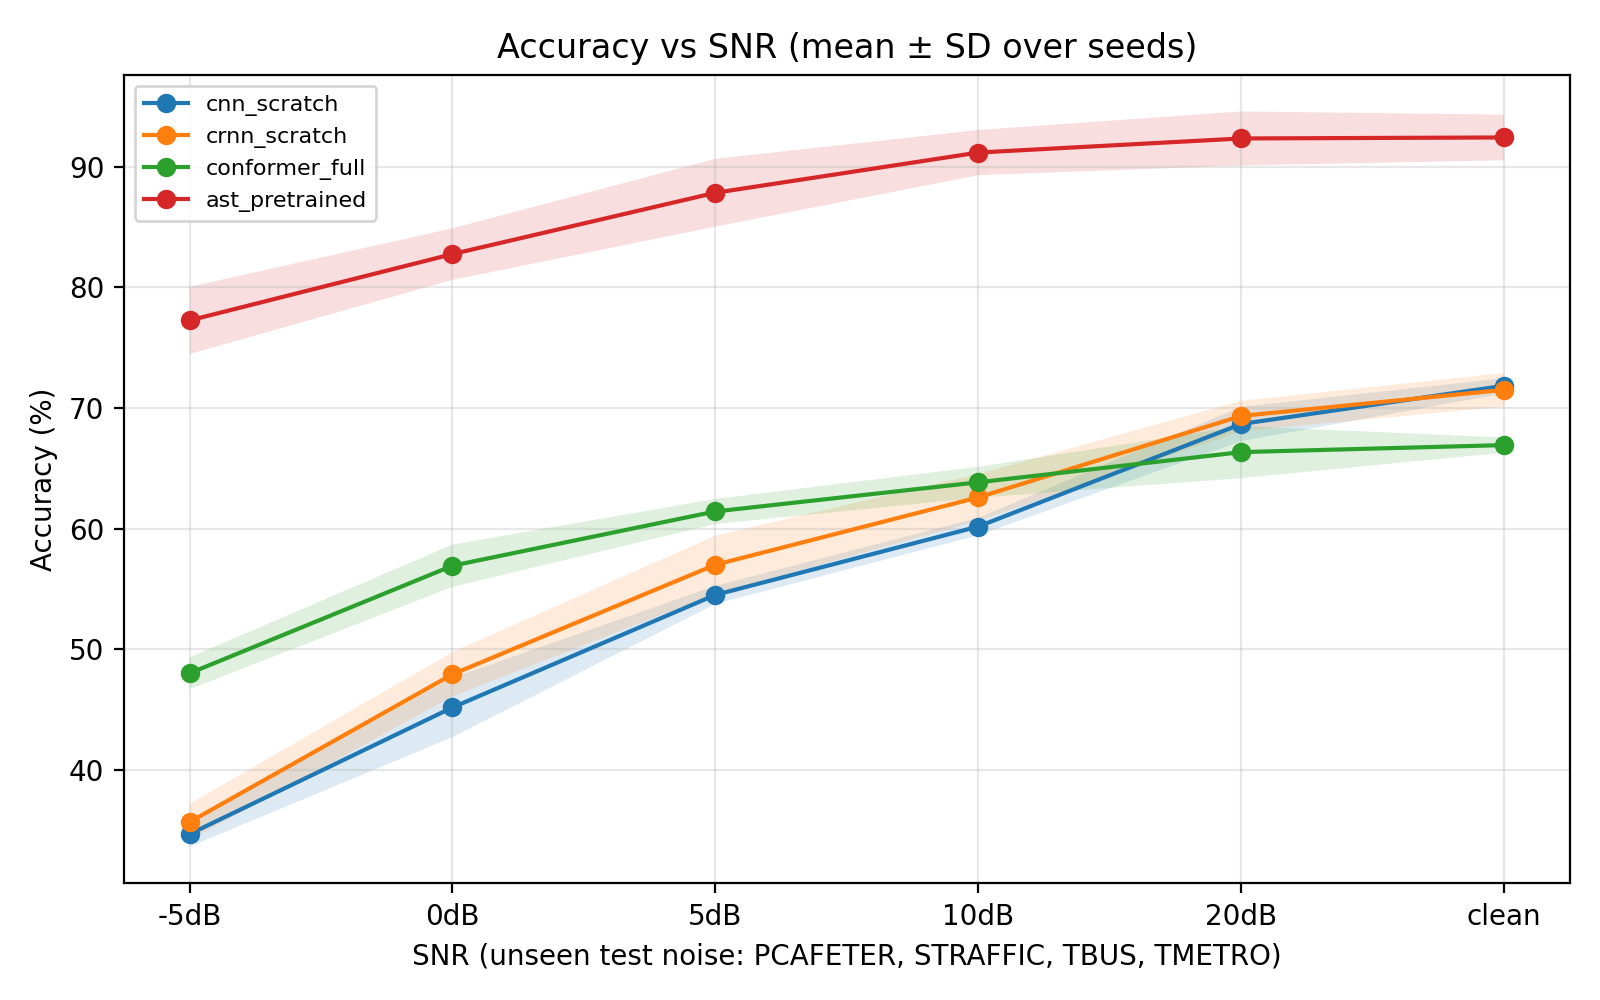 Accuracy vs SNR (mean ± SD over seeds)
cnn_scratch
crnn_scratch
conformer_full
ast_pretrained
Accuracy (%)
90
80
70
60
50
40
-5dB 0dB 5dB 10dB 20dB clean
SNR (unseen test noise: PCAFETER, STRAFFIC, TBUS, TMETRO)